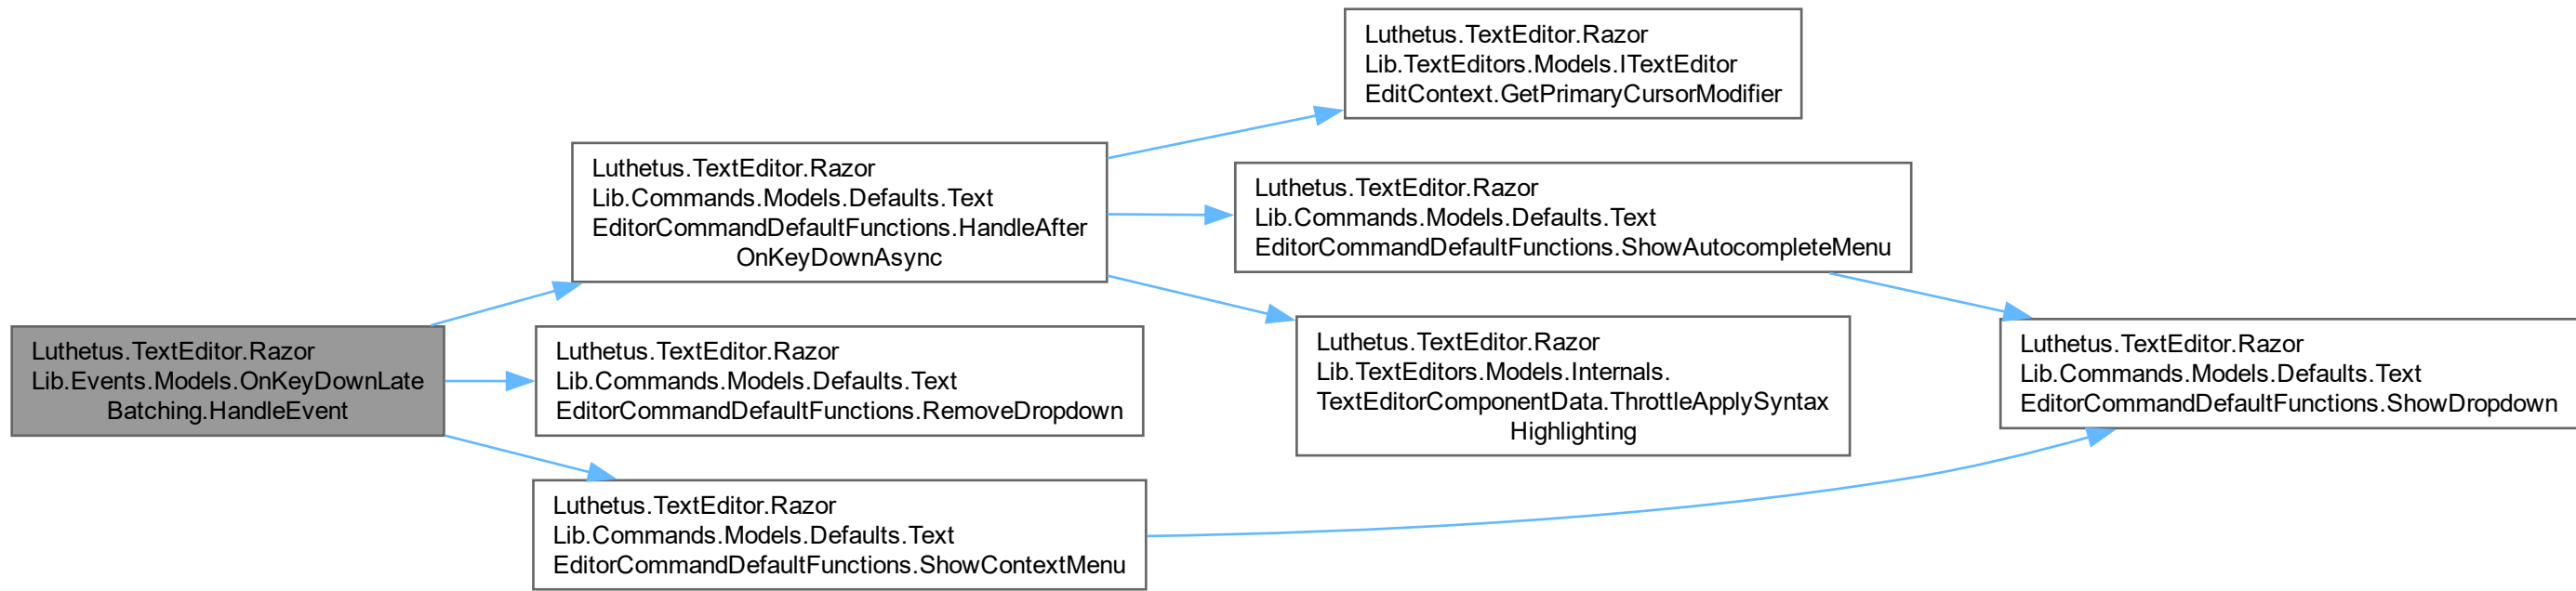 Luthetus.TextEditor.Razor
Lib.Events.Models.OnKeyDownLate
Batching.HandleEvent
Luthetus.TextEditor.Razor
Lib.Commands.Models.Defaults.Text
EditorCommandDefaultFunctions.HandleAfter
OnKeyDownAsync
Luthetus.TextEditor.Razor
Lib.TextEditors.Models.ITextEditor
EditContext.GetPrimaryCursorModifier
Luthetus.TextEditor.Razor
Lib.Commands.Models.Defaults.Text
EditorCommandDefaultFunctions.ShowAutocompleteMenu
Luthetus.TextEditor.Razor
Lib.TextEditors.Models.Internals.
TextEditorComponentData.ThrottleApplySyntax
Highlighting
Luthetus.TextEditor.Razor
Lib.Commands.Models.Defaults.Text
EditorCommandDefaultFunctions.ShowDropdown
Luthetus.TextEditor.Razor
Lib.Commands.Models.Defaults.Text
EditorCommandDefaultFunctions.RemoveDropdown
Luthetus.TextEditor.Razor
Lib.Commands.Models.Defaults.Text
EditorCommandDefaultFunctions.ShowContextMenu